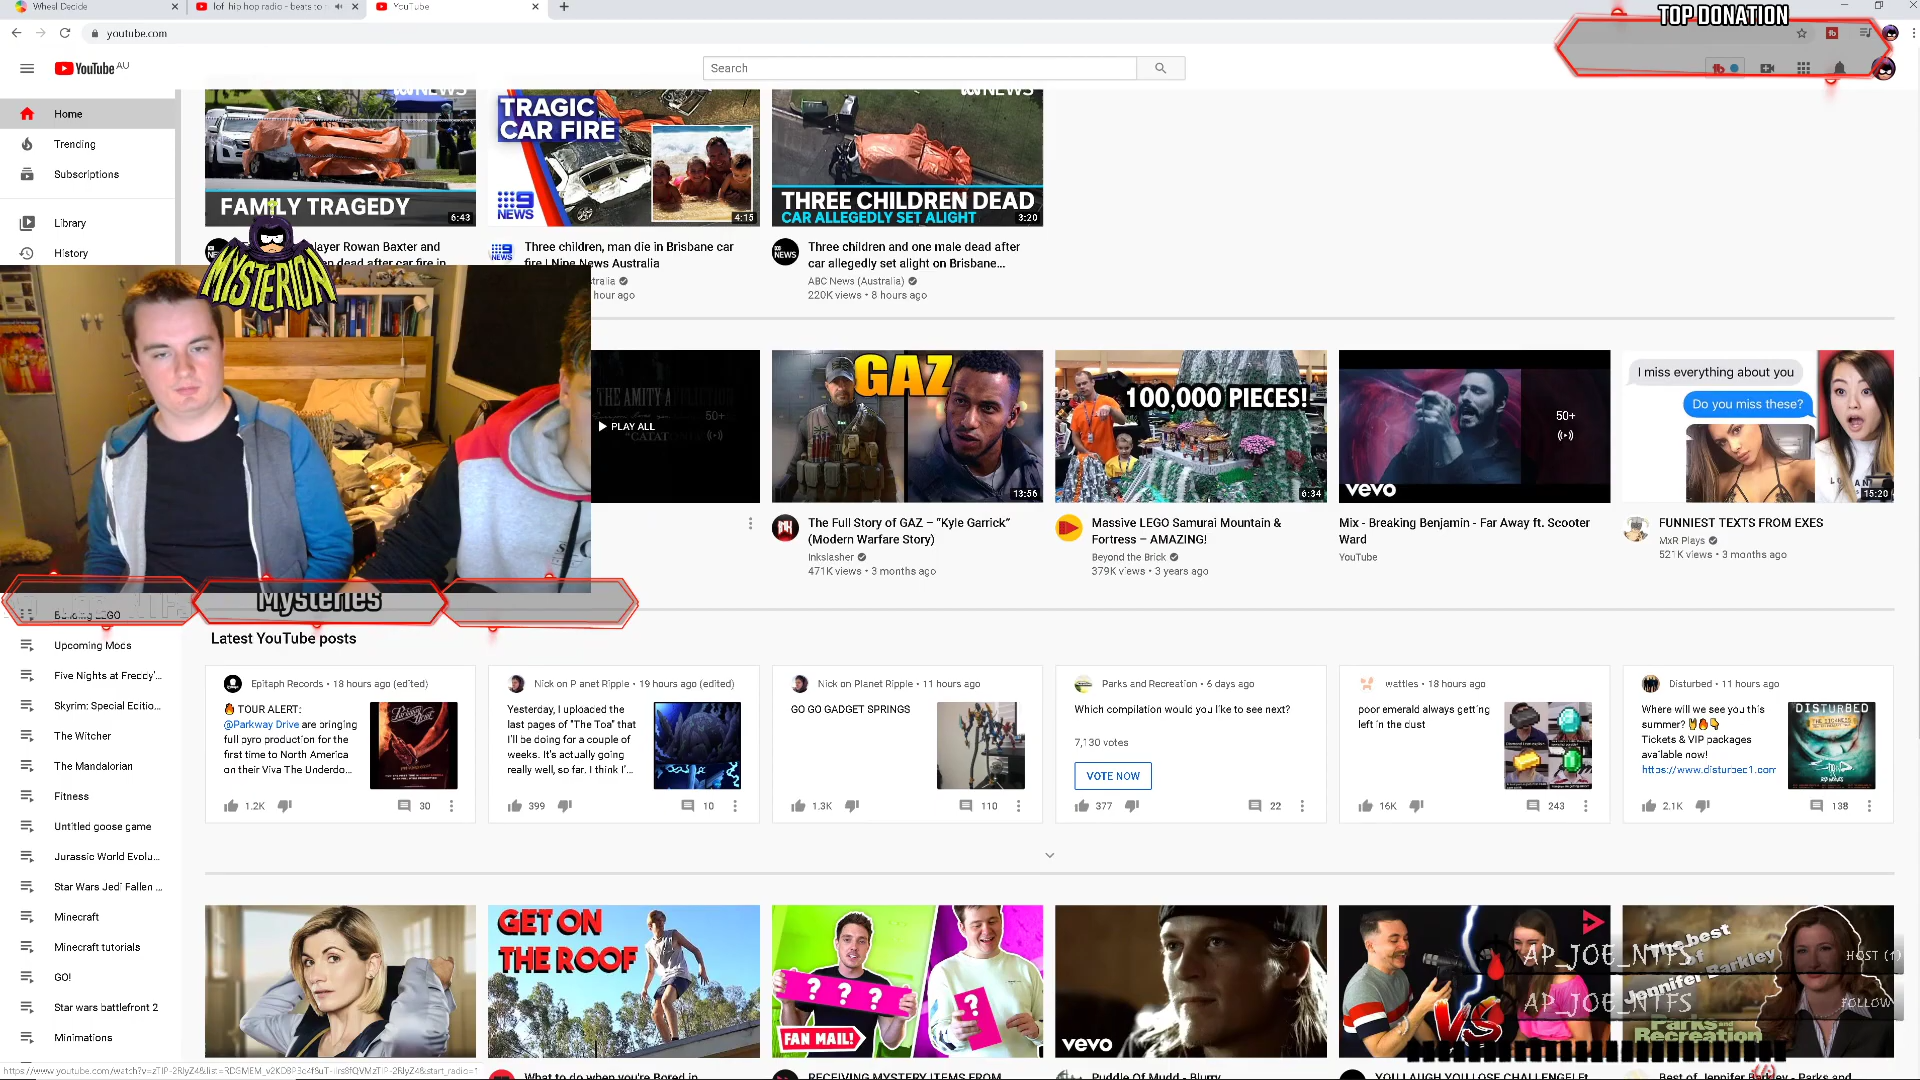 Wheel Decide
lofi hip hop radio - beats to
YouTube
youtube.com
TOP DONATION
YouTube AU
Search
Home
Trending
Subscriptions
Library
History
ABC NEWS
FAMILY TRAGEDY
6:43
TRAGIC
CAR FIRE
9
NEWS
4:15
NEWS
THREE CHILDREN DEAD
CAR ALLEGEDLY SET ALIGHT
3:20
layer Rowan Baxter and
dead after car fire in
Three children, man die in Brisbane car
fire | Nine News Australia
hour ago
Three children and one male dead after
car allegedly set alight on Brisbane...
ABC News (Australia)
220K views • 8 hours ago
MYSTERION
THE AMITY AFFLICTION
PLAY ALL
50+
GAZ
13:56
The Full Story of GAZ – “Kyle Garrick”
(Modern Warfare Story)
Inkslasher
471K views • 3 months ago
100,000 PIECES!
6:34
Massive LEGO Samurai Mountain &
Fortress – AMAZING!
Beyond the Brick
379K views • 3 years ago
vevo
50+
Mix - Breaking Benjamin - Far Away ft. Scooter
Ward
YouTube
I miss everything about you
Do you miss these?
15:20
FUNNIEST TEXTS FROM EXES
MxR Plays
521K views • 3 months ago
Mysteries
Building LEGO
Upcoming Mods
Five Nights at Freddy'...
Skyrim: Special Editio...
The Witcher
The Mandalorian
Fitness
Untitled goose game
Jurassic World Evolu...
Star Wars Jedi Fallen ...
Minecraft
Minecraft tutorials
GO!
Star wars battlefront 2
Minimations
Latest YouTube posts
Epitaph Records • 18 hours ago (edited)
🔥 TOUR ALERT:
@Parkway Drive are bringing
full pyro production for the
first time to North America
on their Viva The Underdo...
1.2K
30
Nick on Planet Ripple • 19 hours ago (edited)
Yesterday, I uploaded the
last pages of "The Toa" that
I'll be doing for a couple of
weeks. It's actually going
really well, so far. I think I'...
399
10
Nick on Planet Ripple • 11 hours ago
GO GO GADGET SPRINGS
1.3K
110
Parks and Recreation • 6 days ago
Which compilation would you like to see next?
7,130 votes
VOTE NOW
377
22
wattles • 18 hours ago
poor emerald always getting
left in the dust
16K
243
Disturbed • 11 hours ago
Where will we see you this
summer? 🤘🔥👇
Tickets & VIP packages
available now!
https://www.disturbed1.com
DISTURBED
2.1K
138
GET ON
THE ROOF
? ? ?
?
FAN MAIL!
vevo
VS
The best
of
Jennifer Barkley
Parks and
Recreation
AP_JOE_NTFS
HOST (1)
AP_JOE_NTFS
FOLLOW
What to do when you're Bored in
RECEIVING MYSTERY ITEMS FROM
Puddle Of Mudd - Blurry
YOU LAUGH YOU LOSE CHALLENGE! ft.
Best of Jennifer Barkley - Parks and